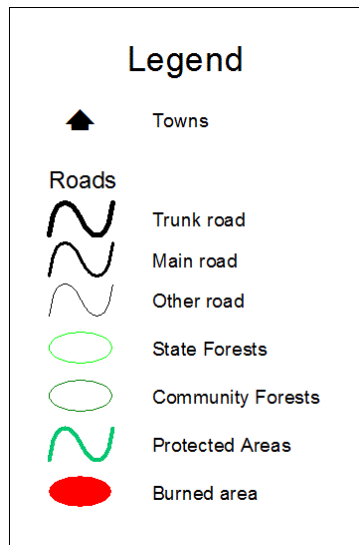 Legend
Towns
Roads
Trunk road
Main road
Other road
State Forests
Community Forests
Protected Areas
Burned area